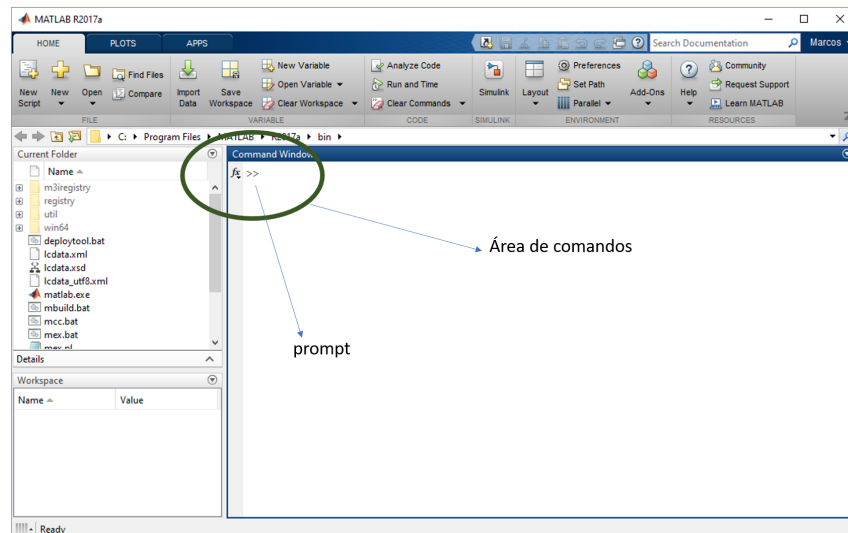 MATLAB R2017a
HOME PLOTS APPS
Search Documentation Marcos
New Script New Open Find Files Compare
Import Data Save Workspace New Variable Open Variable Clear Workspace
Analyze Code Run and Time Clear Commands
Simulink Layout Preferences Set Path Parallel Add-Ons
Help Community Request Support Learn MATLAB
FILE VARIABLE CODE SIMULINK ENVIRONMENT RESOURCES
C: Program Files MATLAB R2017a bin
Current Folder
Name
m3iregistry
registry
util
win64
deploytool.bat
lcdata.xml
lcdata.xsd
lcdata_utf8.xml
matlab.exe
mbuild.bat
mcc.bat
mex.bat
mex.pl
Details
Workspace
Name Value
Command Window
fx >>
Área de comandos
prompt
Ready